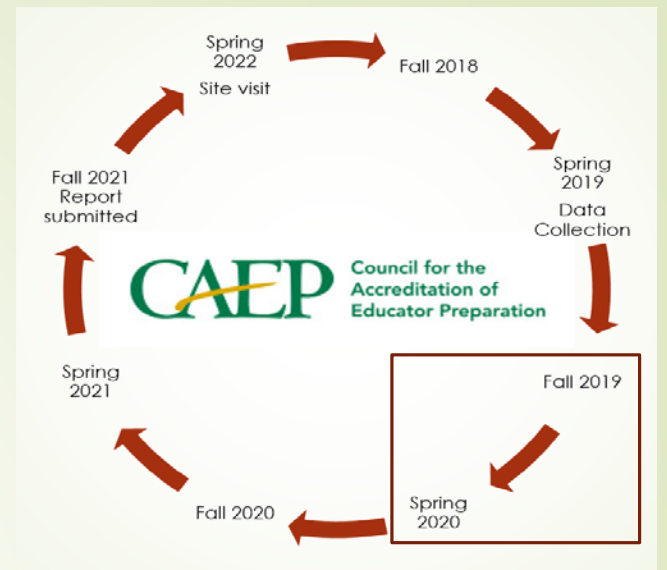 Spring
2022
Site visit
Fall 2018
Spring
2019
Data
Collection
Fall 2021
Report
submitted
CAEP
Council for the
Accreditation of
Educator Preparation
Fall 2019
Spring
2021
Spring
2020
Fall 2020